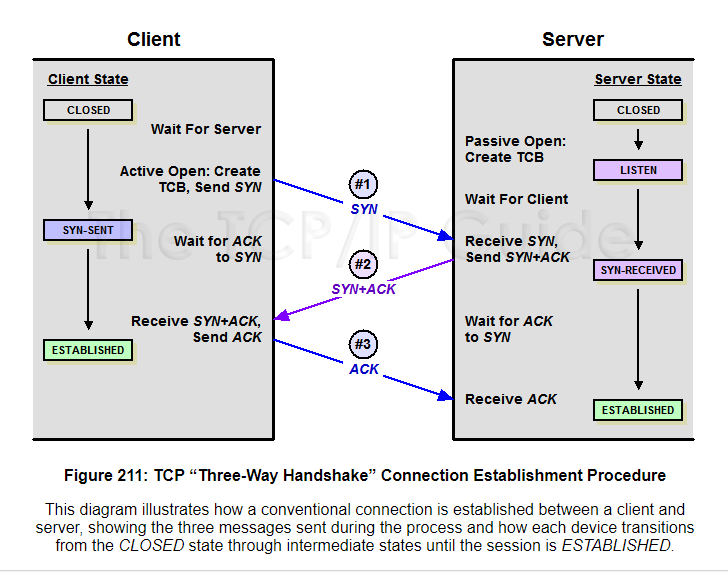 Client
Server
Client State
CLOSED
Wait For Server
Active Open: Create
TCB, Send SYN
SYN-SENT
Wait for ACK
to SYN
Receive SYN+ACK,
Send ACK
ESTABLISHED
#1
SYN
#2
SYN+ACK
#3
ACK
Server State
CLOSED
Passive Open:
Create TCB
LISTEN
Wait For Client
Receive SYN,
Send SYN+ACK
SYN-RECEIVED
Wait for ACK
to SYN
Receive ACK
ESTABLISHED
The TCP/IP Guide
Figure 211: TCP “Three-Way Handshake” Connection Establishment Procedure
This diagram illustrates how a conventional connection is established between a client and
server, showing the three messages sent during the process and how each device transitions
from the CLOSED state through intermediate states until the session is ESTABLISHED.